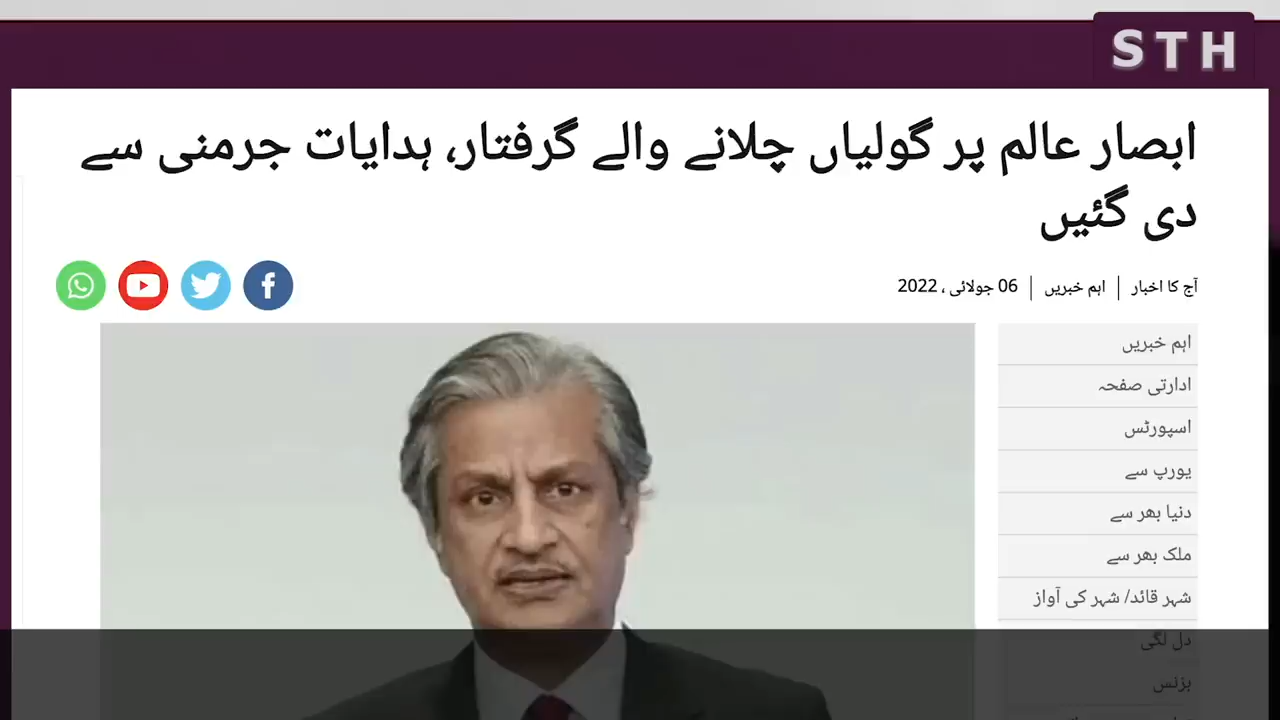 STH
ابصار عالم پر گولیاں چلانے والے گرفتار، ہدایات جرمنی سے
دی گئیں
آج کا اخبار | اہم خبریں | 06 جولائی ، 2022
اہم خبریں
ادارتی صفحہ
اسپورٹس
یورپ سے
دنیا بھر سے
ملک بھر سے
شہر قائد/ شہر کی آواز
دل لگی
بزنس